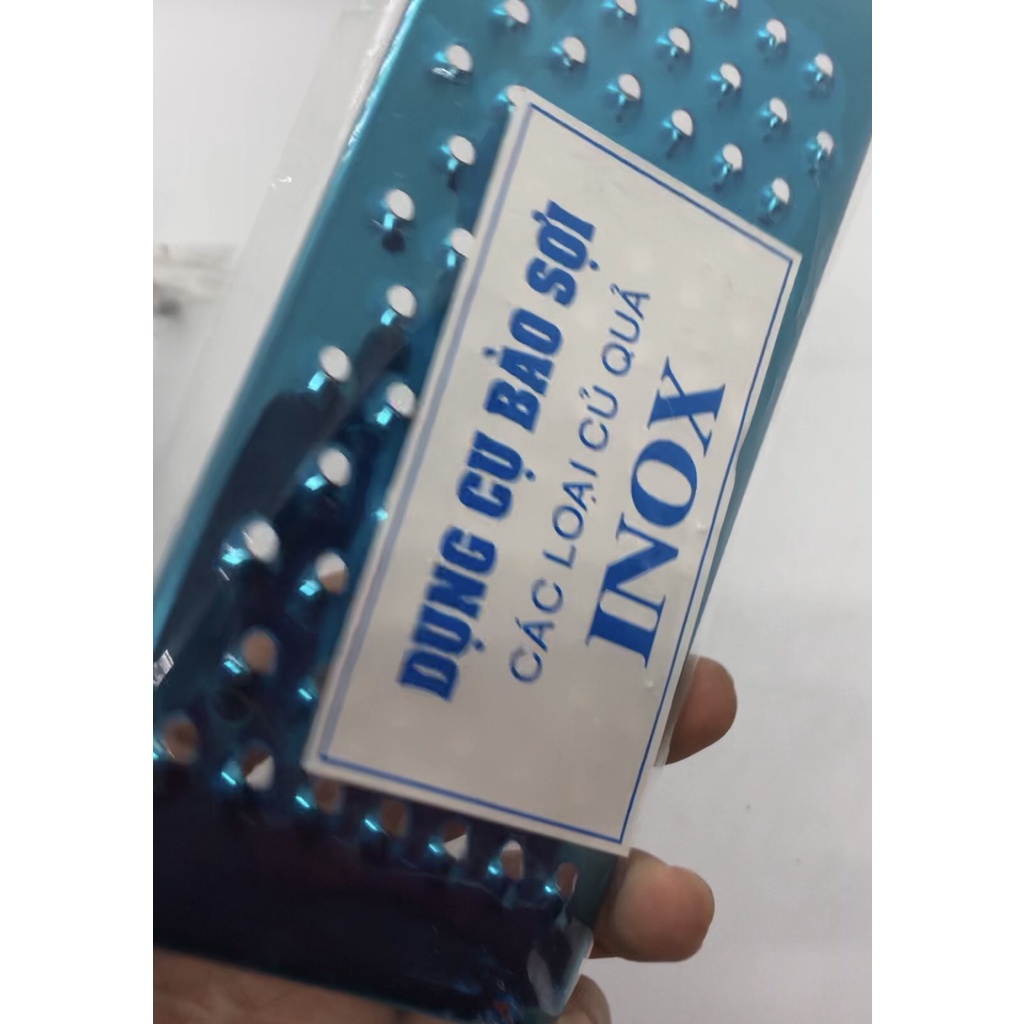 DỤNG CỤ BẢO SỢI
CÁC LOẠI CỦ QUẢ
INOX